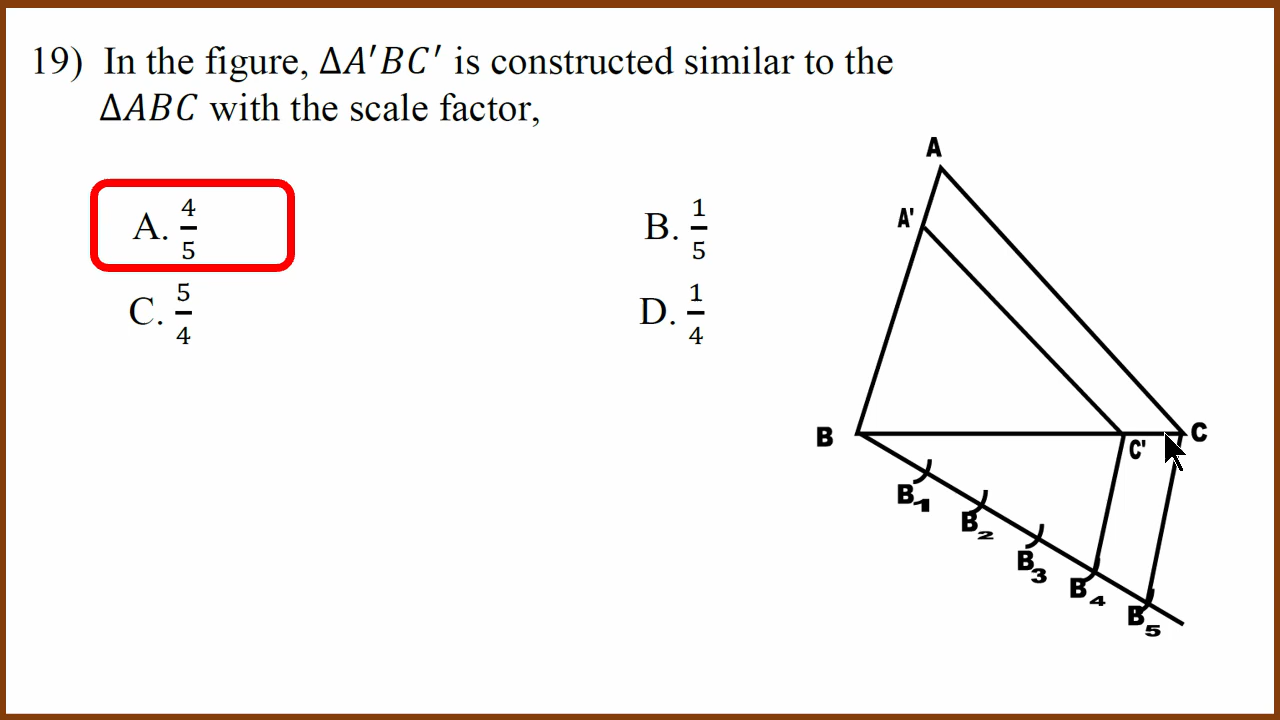 19) In the figure, ΔA′BC′ is constructed similar to the
ΔABC with the scale factor,
A. 4/5
B. 1/5
C. 5/4
D. 1/4
A
A'
B
C'
C
B₁
B₂
B₃
B₄
B₅